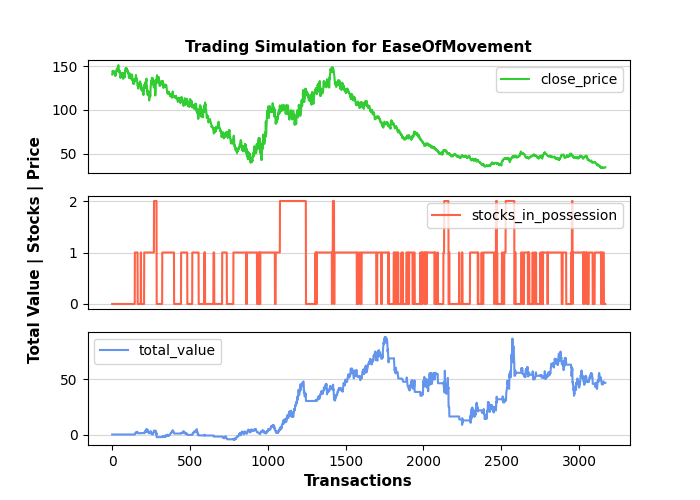 Trading Simulation for EaseOfMovement
Total Value | Stocks | Price
150
100
50
close_price
2
1
0
stocks_in_possession
50
0
total_value
0 500 1000 1500 2000 2500 3000
Transactions